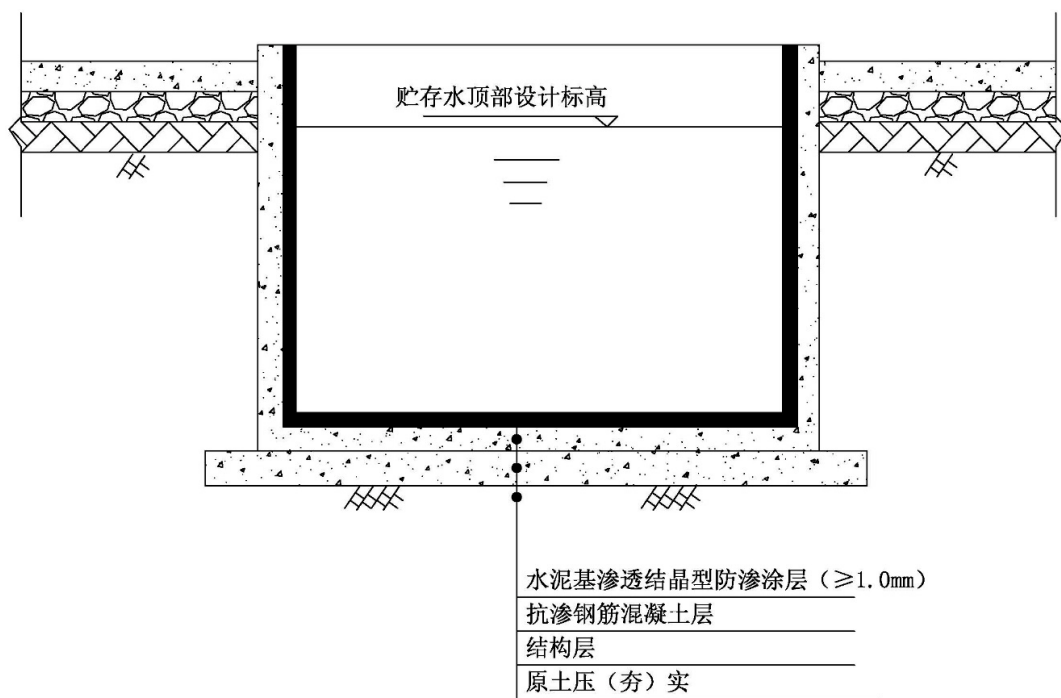 贮存水顶部设计标高
水泥基渗透结晶型防渗涂层（≥1.0mm）
抗渗钢筋混凝土层
结构层
原土压（夯）实